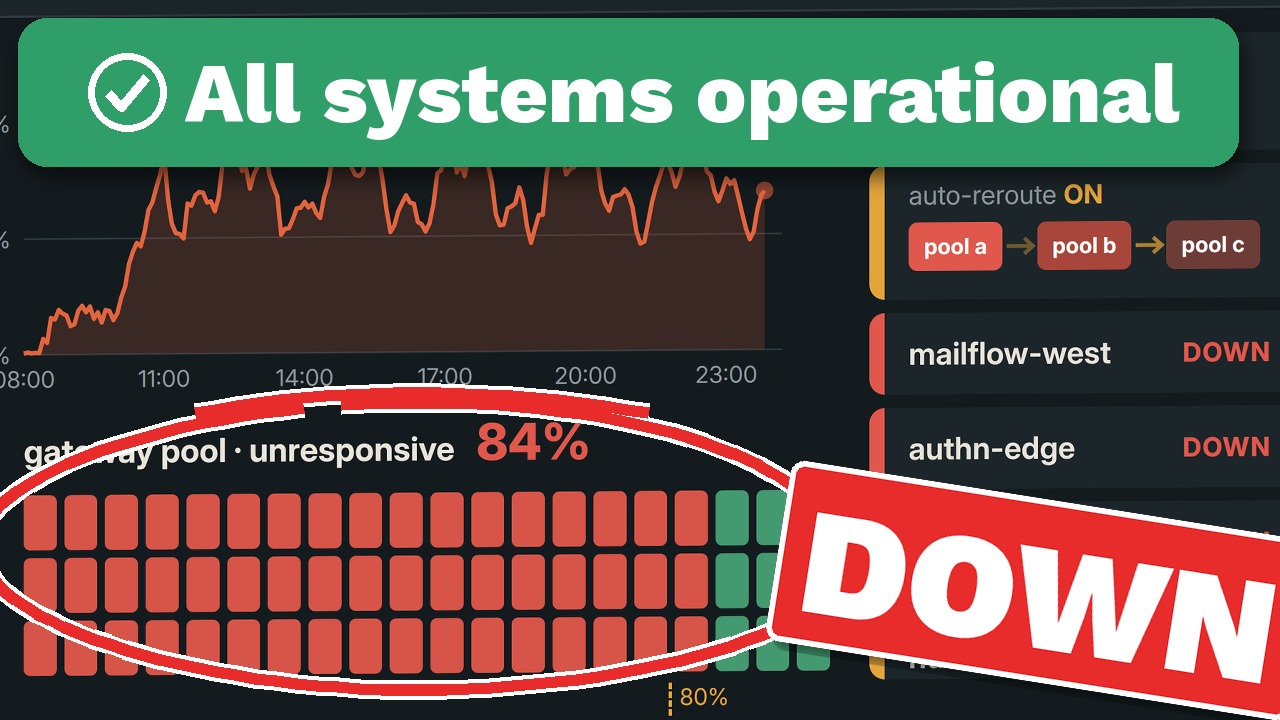 All systems operational
%
auto-reroute ON
%
pool a → pool b → pool c
%
mailflow-west DOWN
08:00 11:00 14:00 17:00 20:00 23:00
gateway pool · unresponsive 84%
authn-edge DOWN
DOWN
80%